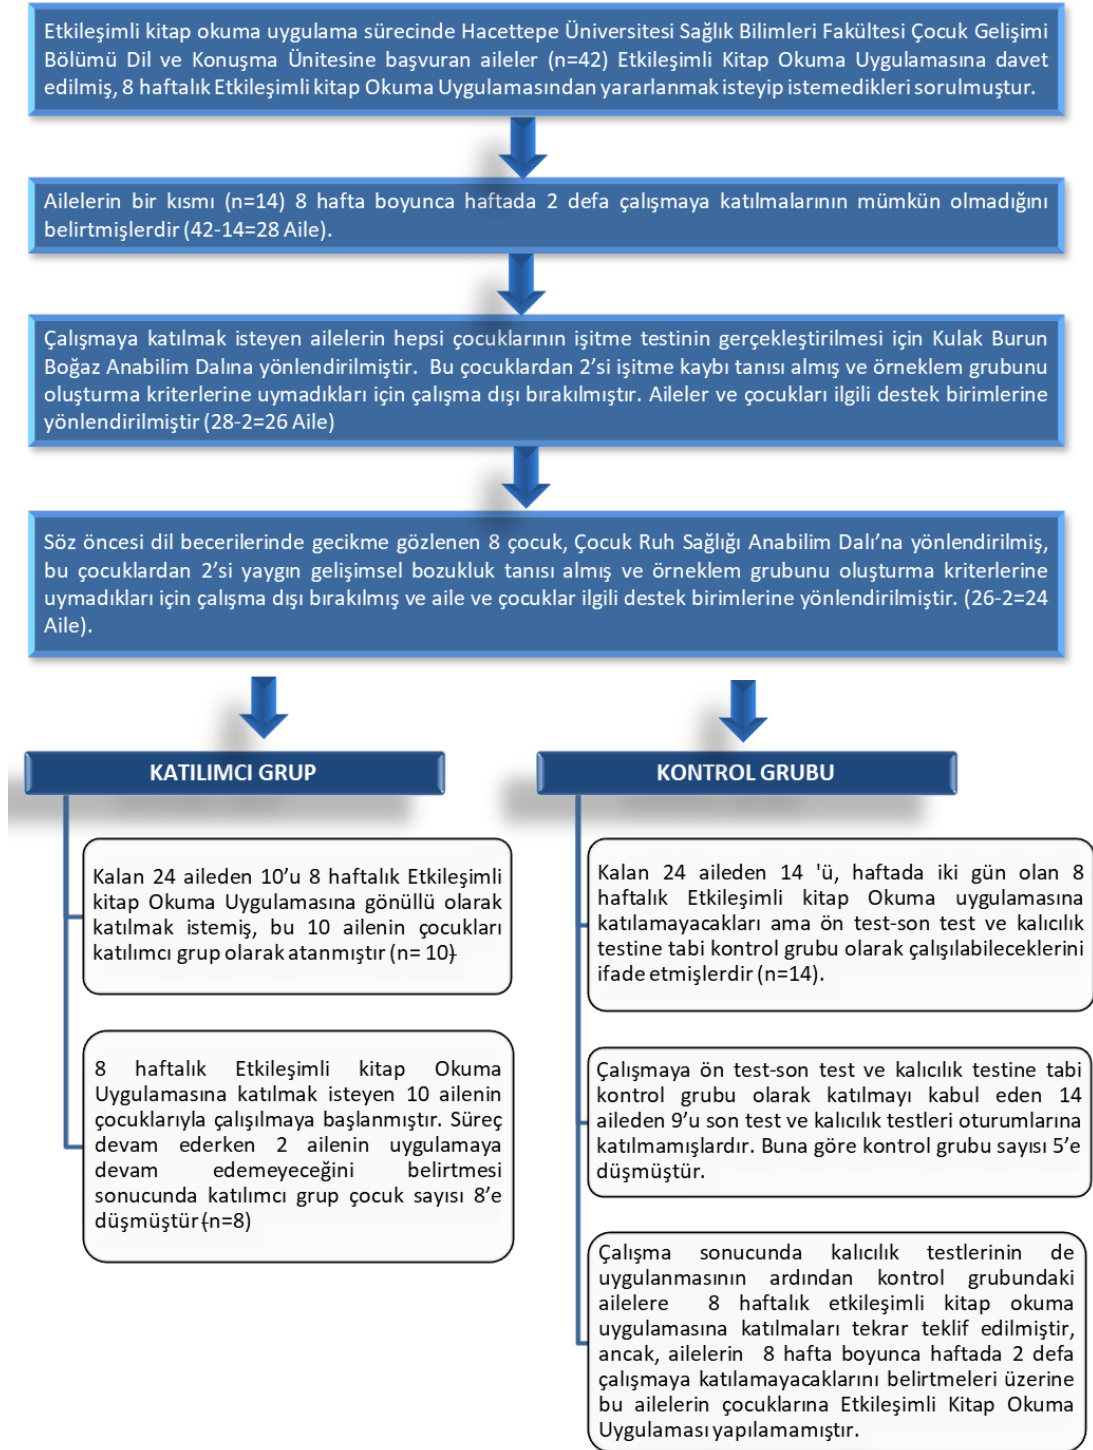 Etkileşimli kitap okuma uygulama sürecinde Hacettepe Üniversitesi Sağlık Bilimleri Fakültesi Çocuk Gelişimi
Bölümü Dil ve Konuşma Ünitesine başvuran aileler (n=42) Etkileşimli Kitap Okuma Uygulamasına davet
edilmiş, 8 haftalık Etkileşimli kitap Okuma Uygulamasından yararlanmak isteyip istemedikleri sorulmuştur.
Ailelerin bir kısmı (n=14) 8 hafta boyunca haftada 2 defa çalışmaya katılmalarının mümkün olmadığını
belirtmişlerdir (42-14=28 Aile).
Çalışmaya katılmak isteyen ailelerin hepsi çocuklarının işitme testinin gerçekleştirilmesi için Kulak Burun
Boğaz Anabilim Dalına yönlendirilmiştir. Bu çocuklardan 2’si işitme kaybı tanısı almış ve örneklem grubunu
oluşturma kriterlerine uymadıkları için çalışma dışı bırakılmıştır. Aileler ve çocukları ilgili destek birimlerine
yönlendirilmiştir (28-2=26 Aile)
Söz öncesi dil becerilerinde gecikme gözlenen 8 çocuk, Çocuk Ruh Sağlığı Anabilim Dalı’na yönlendirilmiş,
bu çocuklardan 2’si yaygın gelişimsel bozukluk tanısı almış ve örneklem grubunu oluşturma kriterlerine
uymadıkları için çalışma dışı bırakılmış ve aile ve çocuklar ilgili destek birimlerine yönlendirilmiştir. (26-2=24
Aile).
KATILIMCI GRUP
Kalan 24 aileden 10’u 8 haftalık Etkileşimli
kitap Okuma Uygulamasına gönüllü olarak
katılmak istemiş, bu 10 ailenin çocukları
katılımcı grup olarak atanmıştır (n= 10)
8 haftalık Etkileşimli kitap Okuma
Uygulamasına katılmak isteyen 10 ailenin
çocuklarıyla çalışılmaya başlanmıştır. Süreç
devam ederken 2 ailenin uygulamaya
devam edemeyeceğini belirtmesi
sonucunda katılımcı grup çocuk sayısı 8’e
düşmüştür (n=8)
KONTROL GRUBU
Kalan 24 aileden 14 'ü, haftada iki gün olan 8
haftalık Etkileşimli kitap Okuma uygulamasına
katılamayacakları ama ön test-son test ve kalıcılık
testine tabi kontrol grubu olarak çalışılabileceklerini
ifade etmişlerdir (n=14).
Çalışmaya ön test-son test ve kalıcılık testine tabi
kontrol grubu olarak katılmayı kabul eden 14
aileden 9’u son test ve kalıcılık testleri oturumlarına
katılmamışlardır. Buna göre kontrol grubu sayısı 5’e
düşmüştür.
Çalışma sonucunda kalıcılık testlerinin de
uygulanmasının ardından kontrol grubundaki
ailelere 8 haftalık etkileşimli kitap okuma
uygulamasına katılmaları tekrar teklif edilmiştir,
ancak, ailelerin 8 hafta boyunca haftada 2 defa
çalışmaya katılamayacaklarını belirtmeleri üzerine
bu ailelerin çocuklarına Etkileşimli Kitap Okuma
Uygulaması yapılamamıştır.